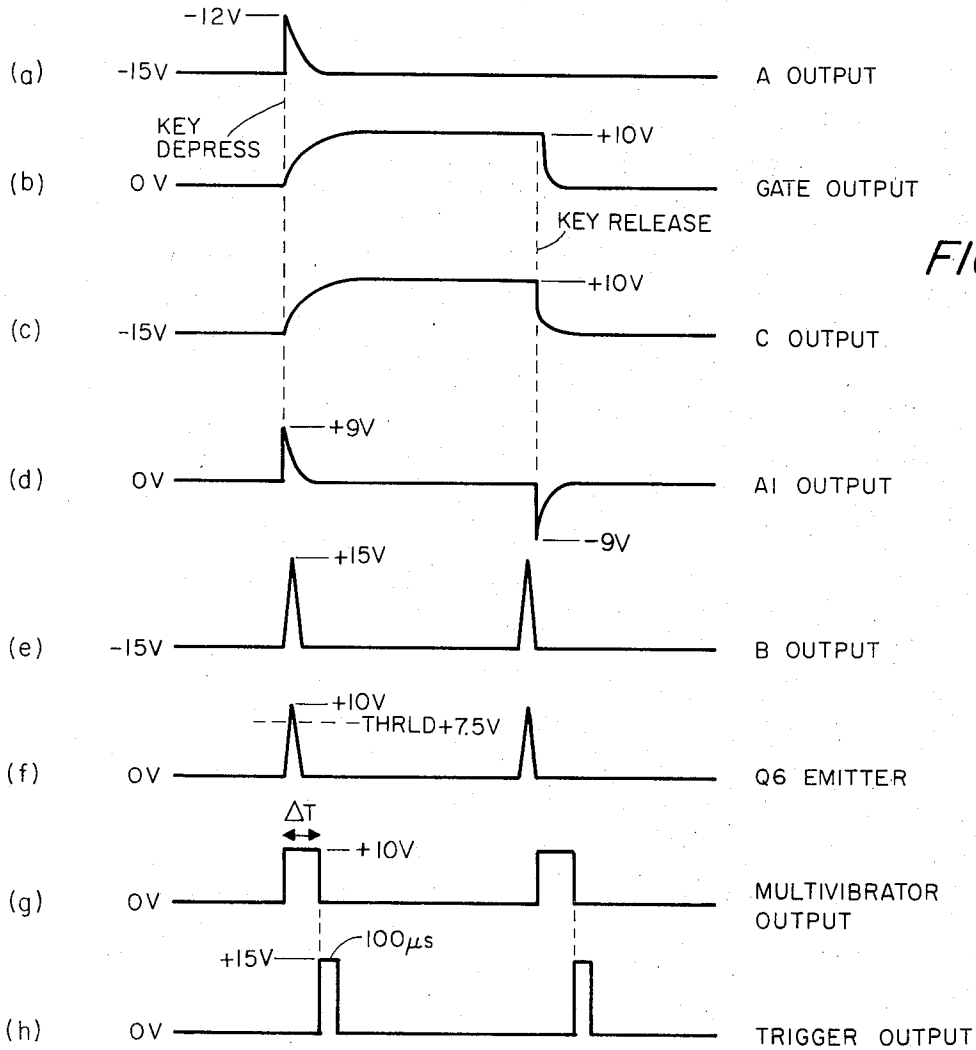 -12V
(a) -15V A OUTPUT
KEY
DEPRESS
+10V
(b) 0V GATE OUTPUT
KEY RELEASE
FIG
+10V
(c) -15V C OUTPUT
+9V
(d) 0V A1 OUTPUT
-9V
+15V
(e) -15V B OUTPUT
+10V
THRLD+7.5V
(f) 0V Q6 EMITTER
ΔT
+10V
(g) 0V MULTIVIBRATOR
OUTPUT
+15V 100μs
(h) 0V TRIGGER OUTPUT